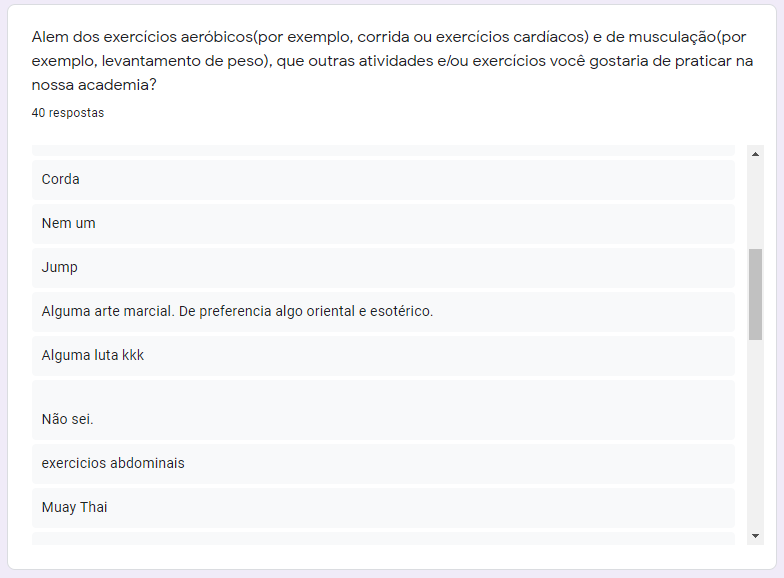 Alem dos exercícios aeróbicos(por exemplo, corrida ou exercícios cardíacos) e de musculação(por
exemplo, levantamento de peso), que outras atividades e/ou exercícios você gostaria de praticar na
nossa academia?
40 respostas
Corda
Nem um
Jump
Alguma arte marcial. De preferencia algo oriental e esotérico.
Alguma luta kkk
Não sei.
exercicios abdominais
Muay Thai